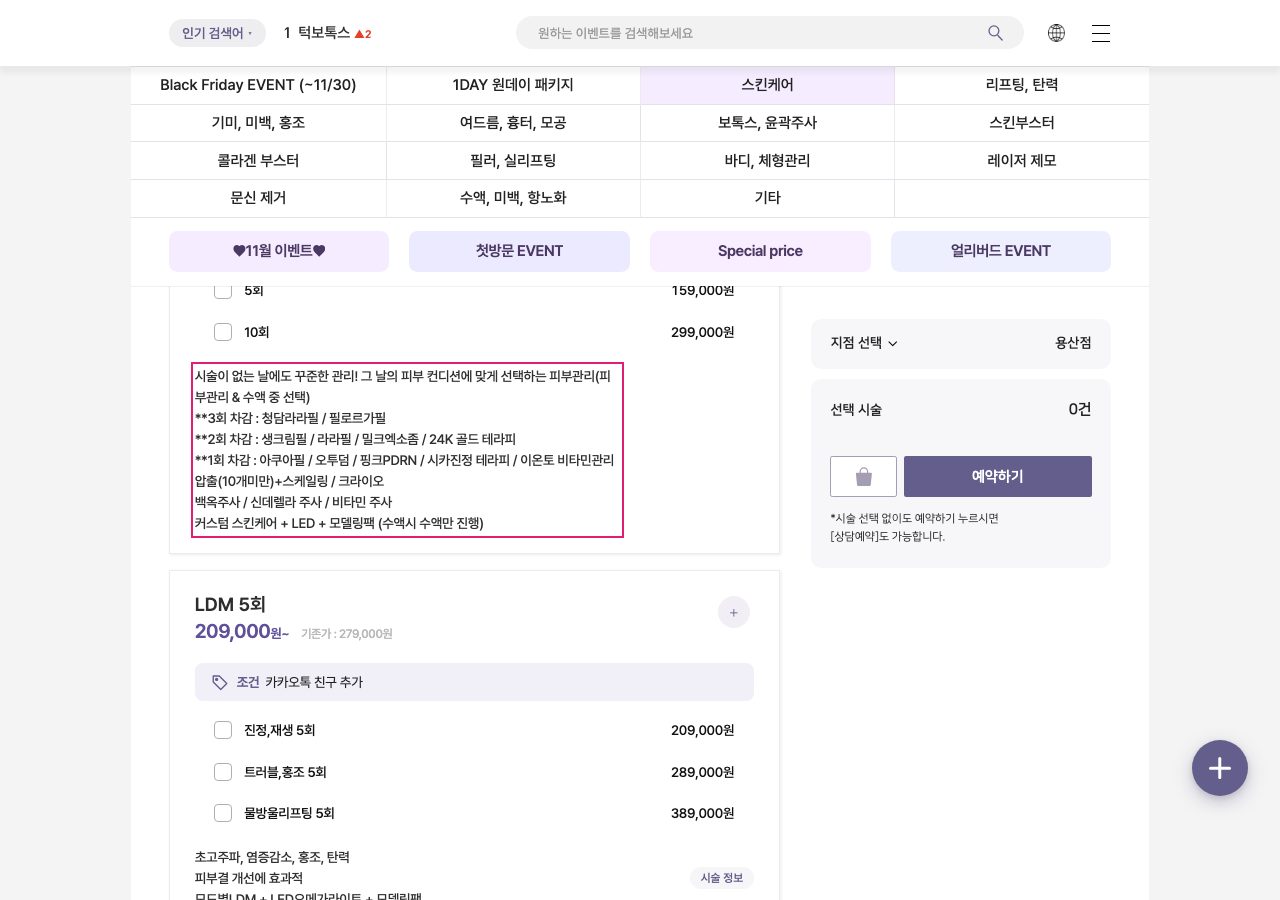 인기 검색어
1 턱보톡스 ▲2
원하는 이벤트를 검색해보세요
Black Friday EVENT (~11/30)
1DAY 원데이 패키지
스킨케어
리프팅, 탄력
기미, 미백, 홍조
여드름, 흉터, 모공
보톡스, 윤곽주사
스킨부스터
콜라겐 부스터
필러, 실리프팅
바디, 체형관리
레이저 제모
문신 제거
수액, 미백, 항노화
기타
♥11월 이벤트♥
첫방문 EVENT
Special price
얼리버드 EVENT
5회 159,000원
10회 299,000원
시술이 없는 날에도 꾸준한 관리! 그 날의 피부 컨디션에 맞게 선택하는 피부관리(피
부관리 & 수액 중 선택)
**3회 차감 : 청담라라필 / 필로르가필
**2회 차감 : 생크림필 / 라라필 / 밀크엑소좀 / 24K 골드 테라피
**1회 차감 : 아쿠아필 / 오투덤 / 핑크PDRN / 시카진정 테라피 / 이온토 비타민관리
압출(10개미만)+스케일링 / 크라이오
백옥주사 / 신데렐라 주사 / 비타민 주사
커스텀 스킨케어 + LED + 모델링팩 (수액시 수액만 진행)
지점 선택 용산점
선택 시술 0건
예약하기
*시술 선택 없이도 예약하기 누르시면
[상담예약]도 가능합니다.
LDM 5회
209,000원~ 기존가 : 279,000원
조건 카카오톡 친구 추가
진정,재생 5회 209,000원
트러블,홍조 5회 289,000원
물방울리프팅 5회 389,000원
초고주파, 염증감소, 홍조, 탄력
피부결 개선에 효과적
시술 정보
모드별LDM + LED오메가라이트 + 모델링팩